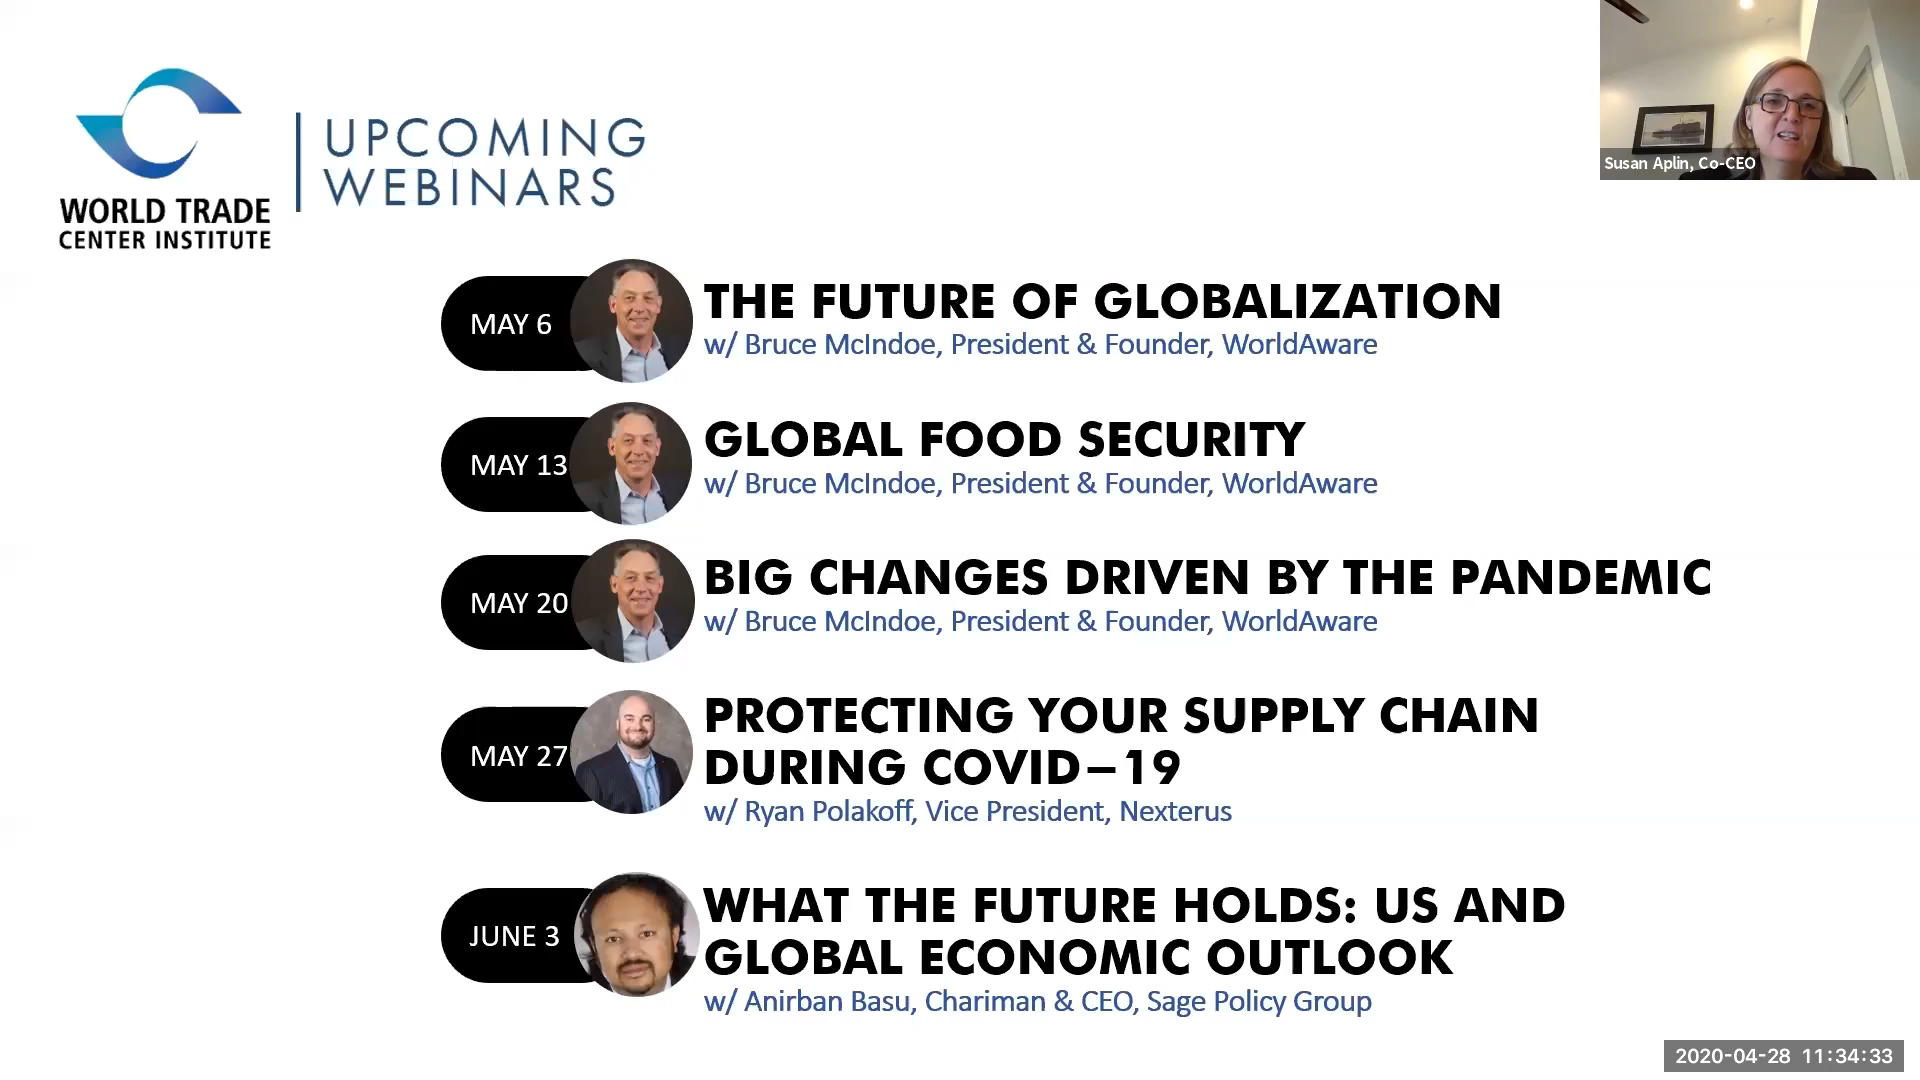 WORLD TRADE
CENTER INSTITUTE
UPCOMING
WEBINARS
Susan Aplin, Co-CEO
MAY 6
THE FUTURE OF GLOBALIZATION
w/ Bruce McIndoe, President & Founder, WorldAware
MAY 13
GLOBAL FOOD SECURITY
w/ Bruce McIndoe, President & Founder, WorldAware
MAY 20
BIG CHANGES DRIVEN BY THE PANDEMIC
w/ Bruce McIndoe, President & Founder, WorldAware
MAY 27
PROTECTING YOUR SUPPLY CHAIN
DURING COVID–19
w/ Ryan Polakoff, Vice President, Nexterus
JUNE 3
WHAT THE FUTURE HOLDS: US AND
GLOBAL ECONOMIC OUTLOOK
w/ Anirban Basu, Chariman & CEO, Sage Policy Group
2020-04-28 11:34:33